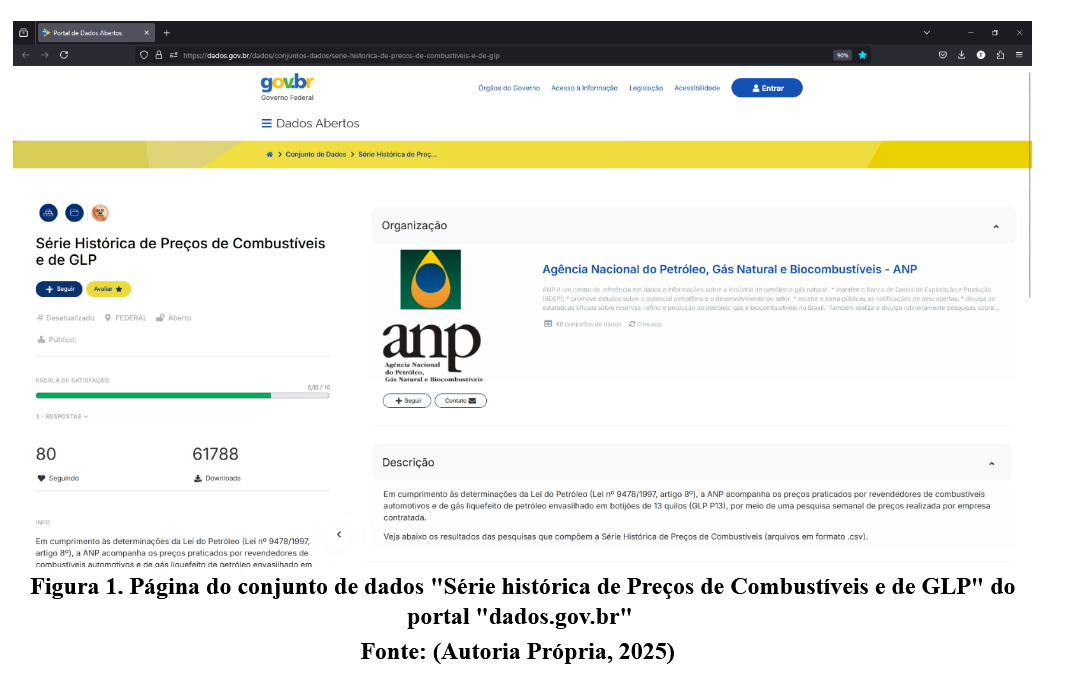 Portal de Dados Abertos
https://dados.gov.br/dados/conjuntos-dados/serie-historica-de-precos-de-combustiveis-e-de-glp
90%
gov.br
Governo Federal
Órgãos do Governo Acesso à Informação Legislação Acessibilidade Entrar
Dados Abertos
Conjunto de Dados > Série Histórica de Preç...
Série Histórica de Preços de Combustíveis
e de GLP
+ Seguir Avaliar
# Desatualizado FEDERAL Aberto
Público;
ESCALA DE SATISFAÇÃO
8,00 / 10
3 - RESPOSTAS
80 61788
Seguindo Downloads
INFO
Em cumprimento às determinações da Lei do Petróleo (Lei nº 9478/1997,
artigo 8º), a ANP acompanha os preços praticados por revendedores de
combustíveis automotivos e de gás liquefeito de petróleo envasilhado em
Organização
anp
Agência Nacional
do Petróleo,
Gás Natural e Biocombustíveis
Agência Nacional do Petróleo, Gás Natural e Biocombustíveis - ANP
ANP é um centro de referência em dados e informações sobre a indústria de petróleo e gás natural. * mantém o Banco de Dados de Exploração e Produção
(BDEP); * promove estudos sobre o potencial petrolífero e o desenvolvimento do setor. * recebe e torna públicas as notificações de descobertas; * divulga as
estatísticas oficiais sobre reservas, refino e produção de petróleo, gás e biocombustíveis no Brasil. Também realiza e divulga rotineiramente pesquisas sobre...
48 conjuntos de dados 0 reusos
+ Seguir Contato
Descrição
Em cumprimento às determinações da Lei do Petróleo (Lei nº 9478/1997, artigo 8º), a ANP acompanha os preços praticados por revendedores de combustíveis
automotivos e de gás liquefeito de petróleo envasilhado em botijões de 13 quilos (GLP P13), por meio de uma pesquisa semanal de preços realizada por empresa
contratada.
Veja abaixo os resultados das pesquisas que compõem a Série Histórica de Preços de Combustíveis (arquivos em formato .csv).
Figura 1. Página do conjunto de dados "Série histórica de Preços de Combustíveis e de GLP" do
portal "dados.gov.br"
Fonte: (Autoria Própria, 2025)